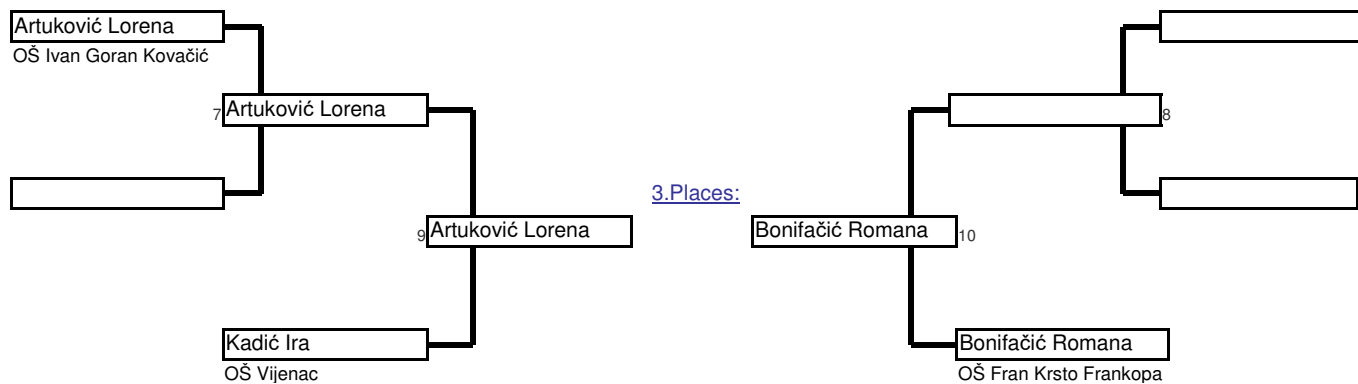 Artuković Lorena
OŠ Ivan Goran Kovačić
7 Artuković Lorena
8
3.Places:
9 Artuković Lorena
Bonifačić Romana 10
Kadić Ira
OŠ Vijenac
Bonifačić Romana
OŠ Fran Krsto Frankopa